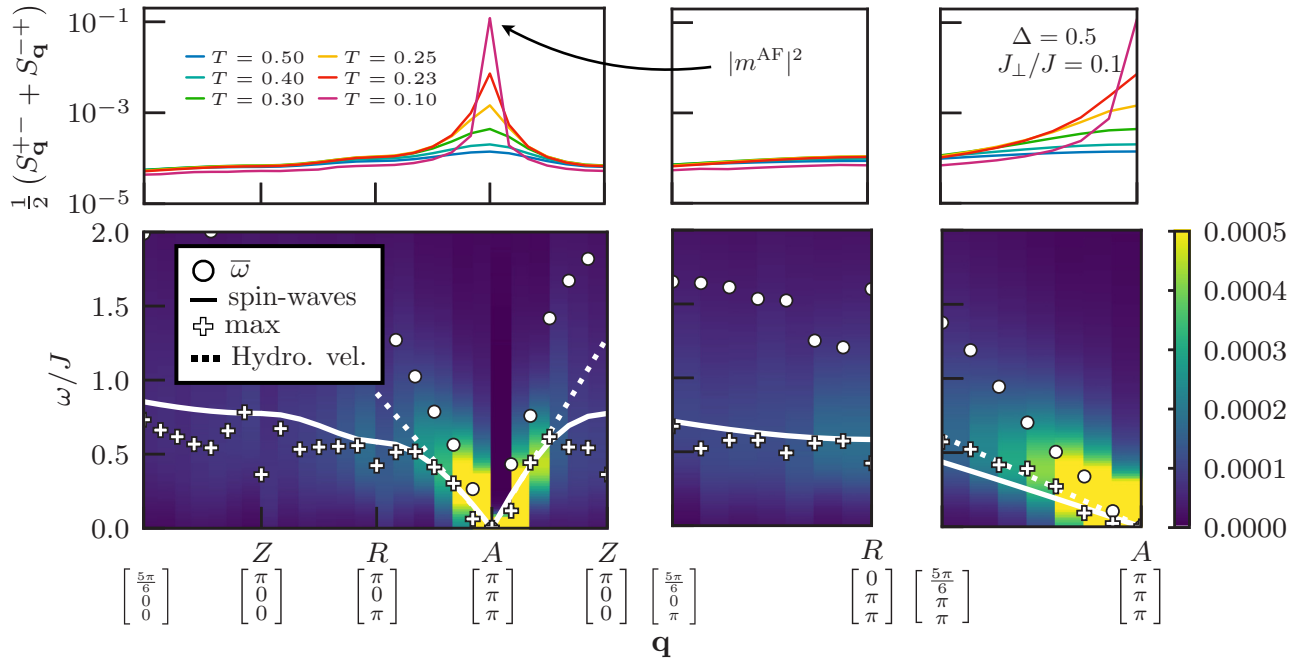 ½ (S_q^{+-} + S_q^{-+})
10^{-1}
10^{-3}
10^{-5}
T = 0.50
T = 0.40
T = 0.30
T = 0.25
T = 0.23
T = 0.10
|m^{AF}|^2
Δ = 0.5
J_⊥/J = 0.1
ω/J
2.0
1.5
1.0
0.5
0.0
ω̅
spin-waves
max
Hydro. vel.
0.0005
0.0004
0.0003
0.0002
0.0001
0.0000
Z R A Z R A
[5π/6 0 0] [π 0 0] [π 0 π] [π π π] [π 0 0] [5π/6 0 π] [0 π π] [5π/6 π π] [π π π]
q